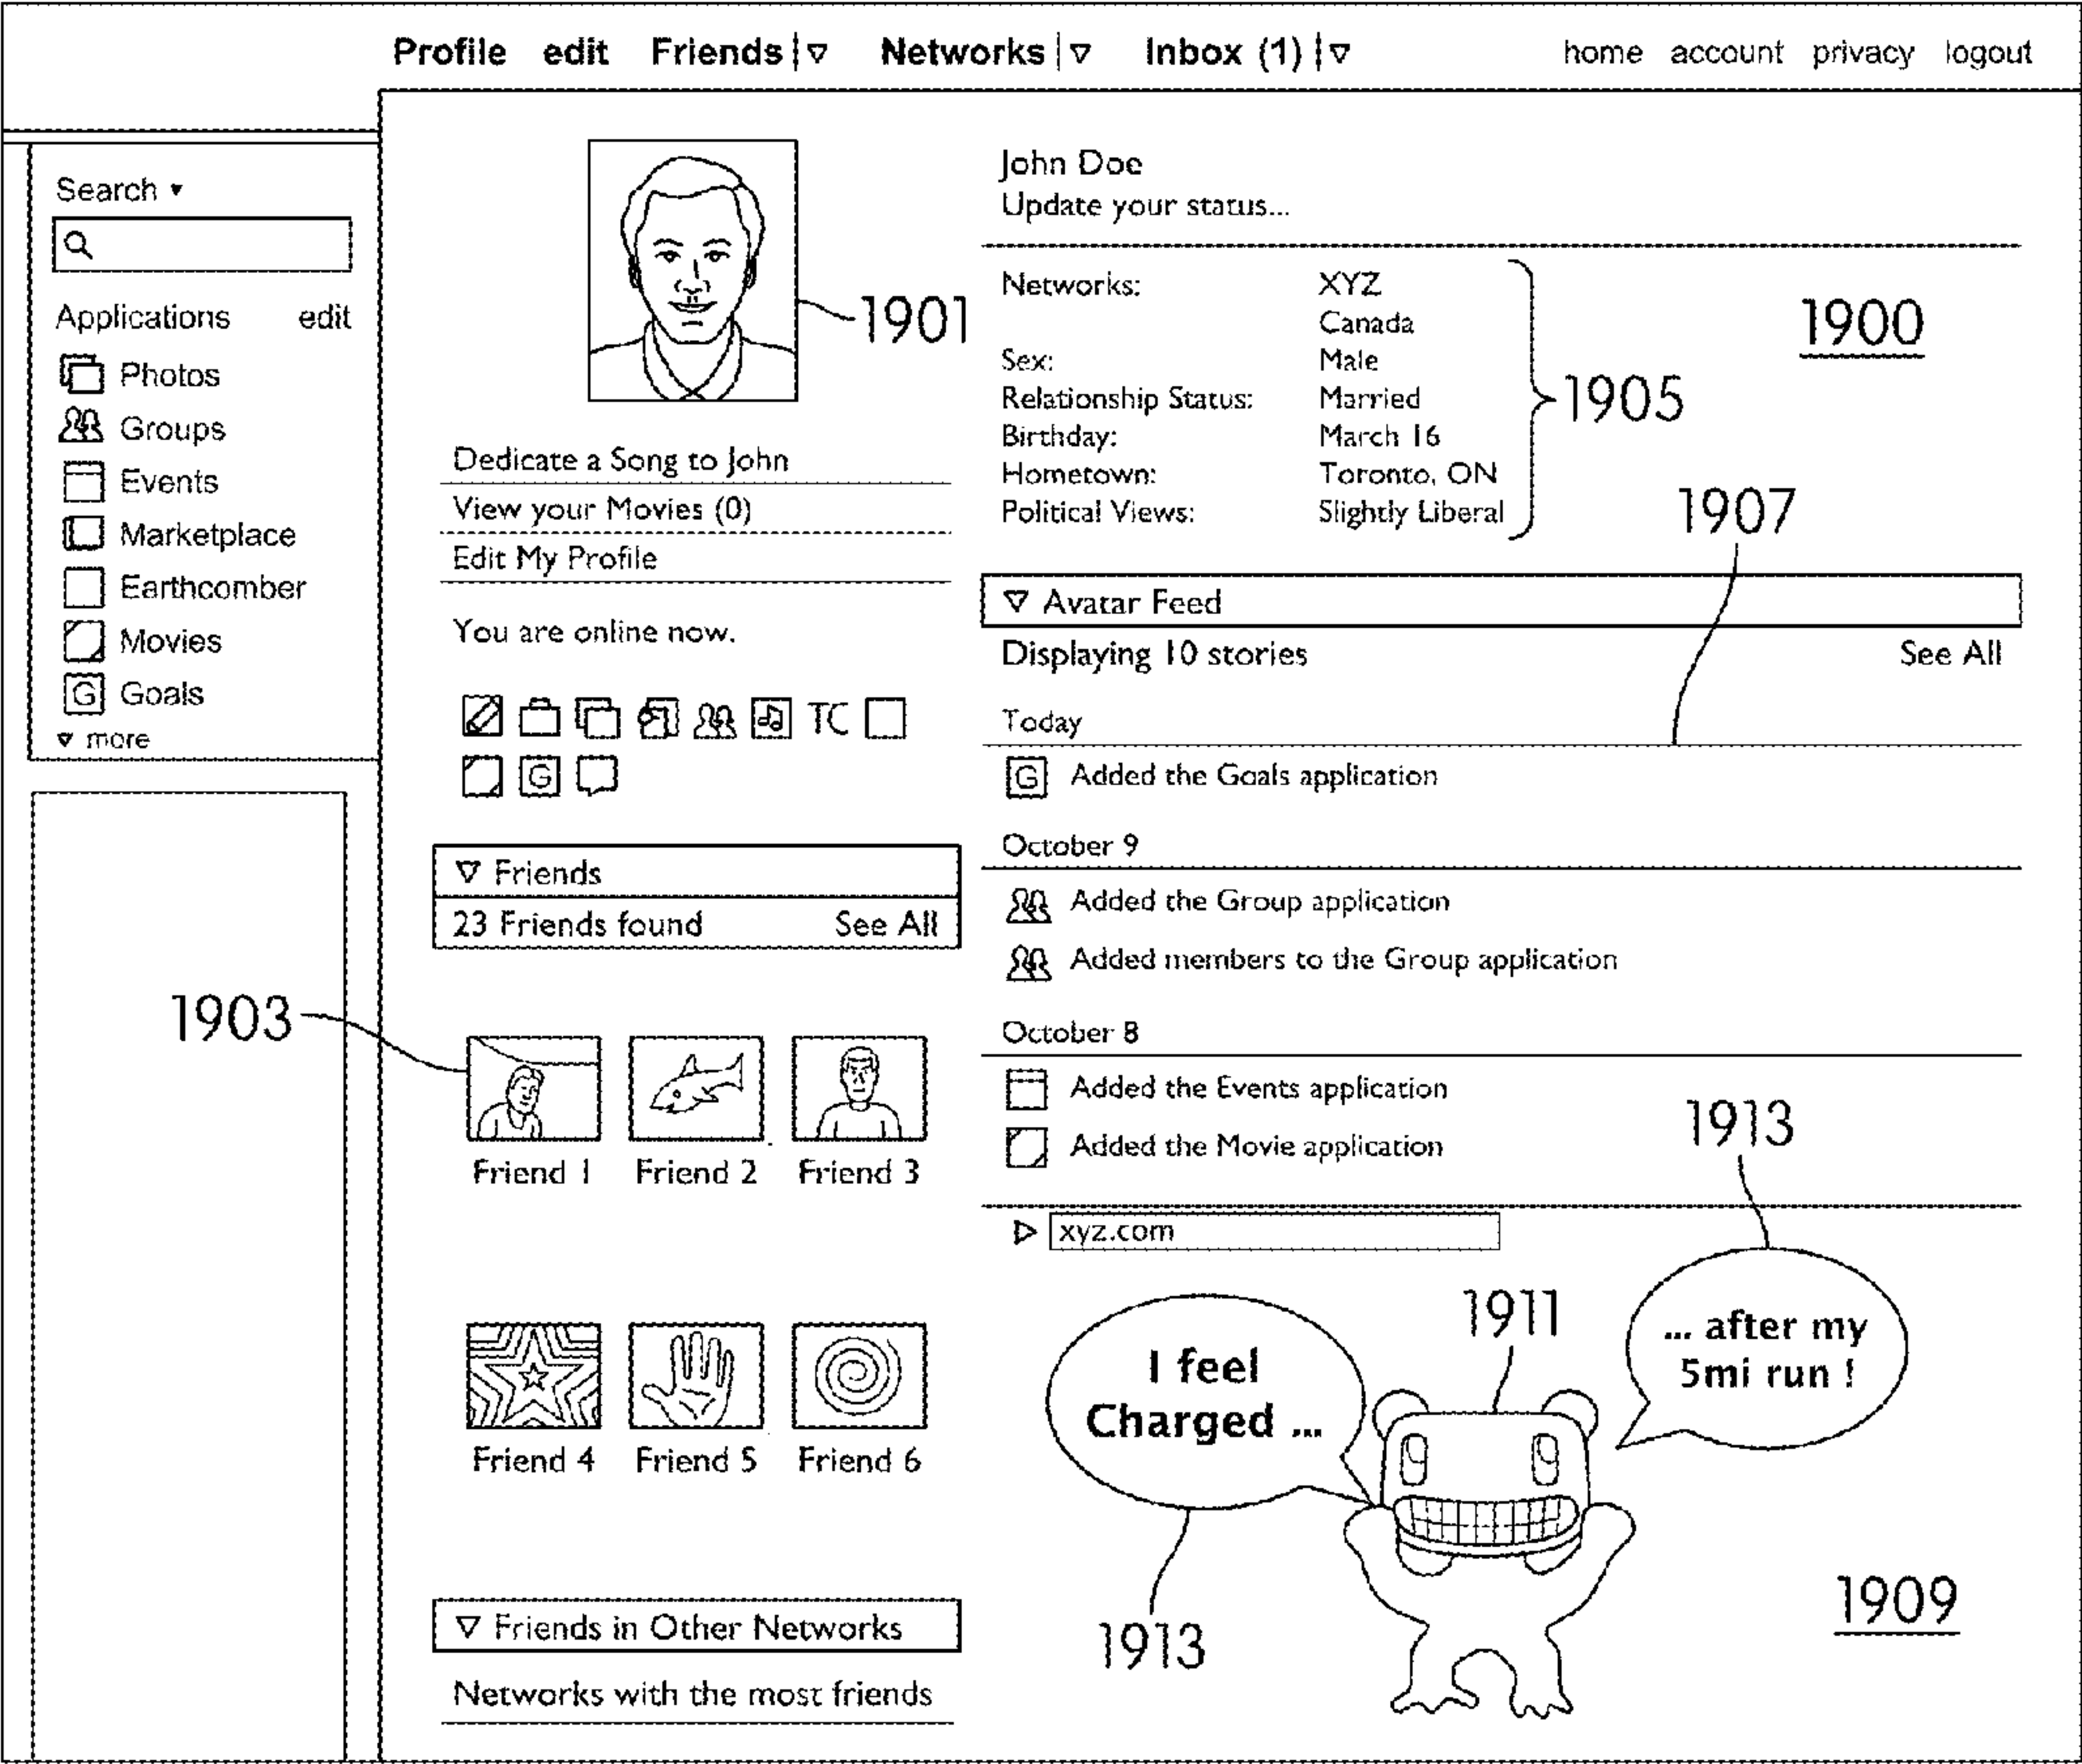 Profile edit Friends Networks Inbox (1) home account privacy logout
Search
Applications edit
Photos
Groups
Events
Marketplace
Earthcomber
Movies
G Goals
more
1903
1901
Dedicate a Song to John
View your Movies (0)
Edit My Profile
You are online now.
TC
G
Friends
23 Friends found See All
Friend 1 Friend 2 Friend 3
Friend 4 Friend 5 Friend 6
Friends in Other Networks
Networks with the most friends
John Doe
Update your status...
Networks: XYZ
Canada
Sex: Male
Relationship Status: Married
Birthday: March 16
Hometown: Toronto, ON
Political Views: Slightly Liberal
1905
1900
1907
Avatar Feed
Displaying 10 stories See All
Today
G Added the Goals application
October 9
Added the Group application
Added members to the Group application
October 8
Added the Events application
Added the Movie application
1913
xyz.com
I feel
Charged ...
1911
... after my
5mi run !
1913
1909